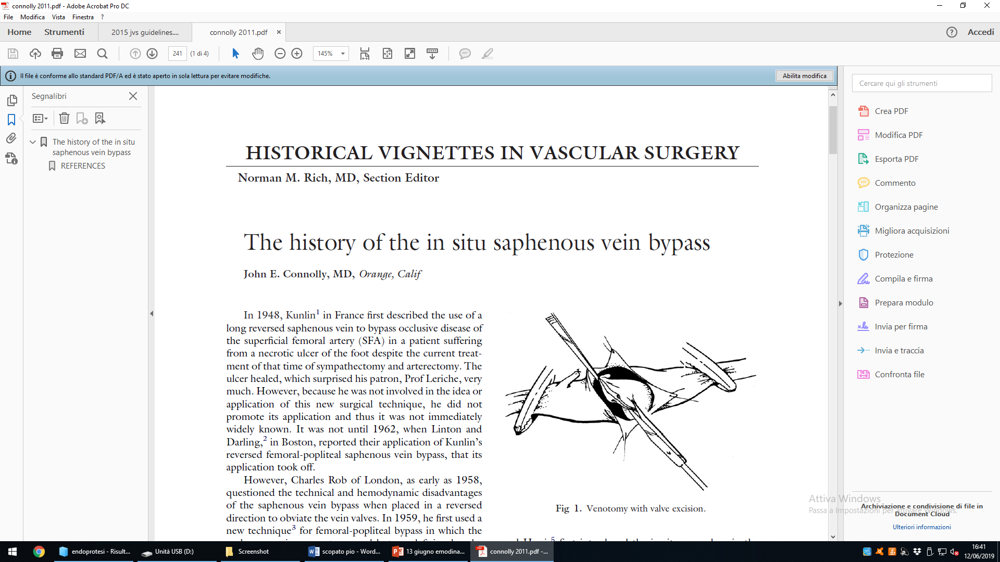 connolly 2011.pdf - Adobe Acrobat Pro DC
File Modifica Vista Finestra ?
Home Strumenti 2015 jvs guidelines.... connolly 2011.pdf × Accedi
241 (1 di 4) 145%
Il file è conforme allo standard PDF/A ed è stato aperto in sola lettura per evitare modifiche. Abilita modifica
Segnalibri
The history of the in situ
saphenous vein bypass
REFERENCES
HISTORICAL VIGNETTES IN VASCULAR SURGERY
Norman M. Rich, MD, Section Editor
The history of the in situ saphenous vein bypass
John E. Connolly, MD, Orange, Calif
In 1948, Kunlin1 in France first described the use of a
long reversed saphenous vein to bypass occlusive disease of
the superficial femoral artery (SFA) in a patient suffering
from a necrotic ulcer of the foot despite the current treat-
ment of that time of sympathectomy and arterectomy. The
ulcer healed, which surprised his patron, Prof Leriche, very
much. However, because he was not involved in the idea or
application of this new surgical technique, he did not
promote its application and thus it was not immediately
widely known. It was not until 1962, when Linton and
Darling,2 in Boston, reported their application of Kunlin's
reversed femoral-popliteal saphenous vein bypass, that its
application took off.
However, Charles Rob of London, as early as 1958,
questioned the technical and hemodynamic disadvantages
of the saphenous vein bypass when placed in a reversed
direction to obviate the vein valves. In 1959, he first used a
new technique3 for femoral-popliteal bypass in which the
Fig 1. Venotomy with valve excision.
Cercare qui gli strumenti
Crea PDF
Modifica PDF
Esporta PDF
Commento
Organizza pagine
Migliora acquisizioni
Protezione
Compila e firma
Prepara modulo
Invia per firma
Invia e traccia
Confronta file
Attiva Windows
Passa a Impostazioni per attivare Windows.
Archiviazione e condivisione di file in
Document Cloud
Ulteriori informazioni
endoprotesi - Risult... Unità USB (D:) Screenshot scopato pio - Word... 13 giugno emodina... connolly 2011.pdf -...
16:41
12/06/2019